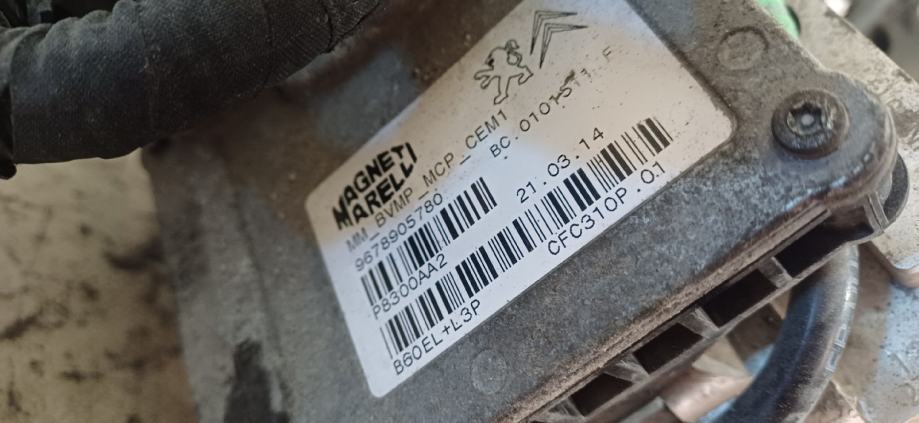 MAGNETI
MARELLI
MM_BVMP_MCP_CEM1
9678905780 BC.0101511.F
P8300AA2 21.03.14
B60EL+L3P CFC310P.01